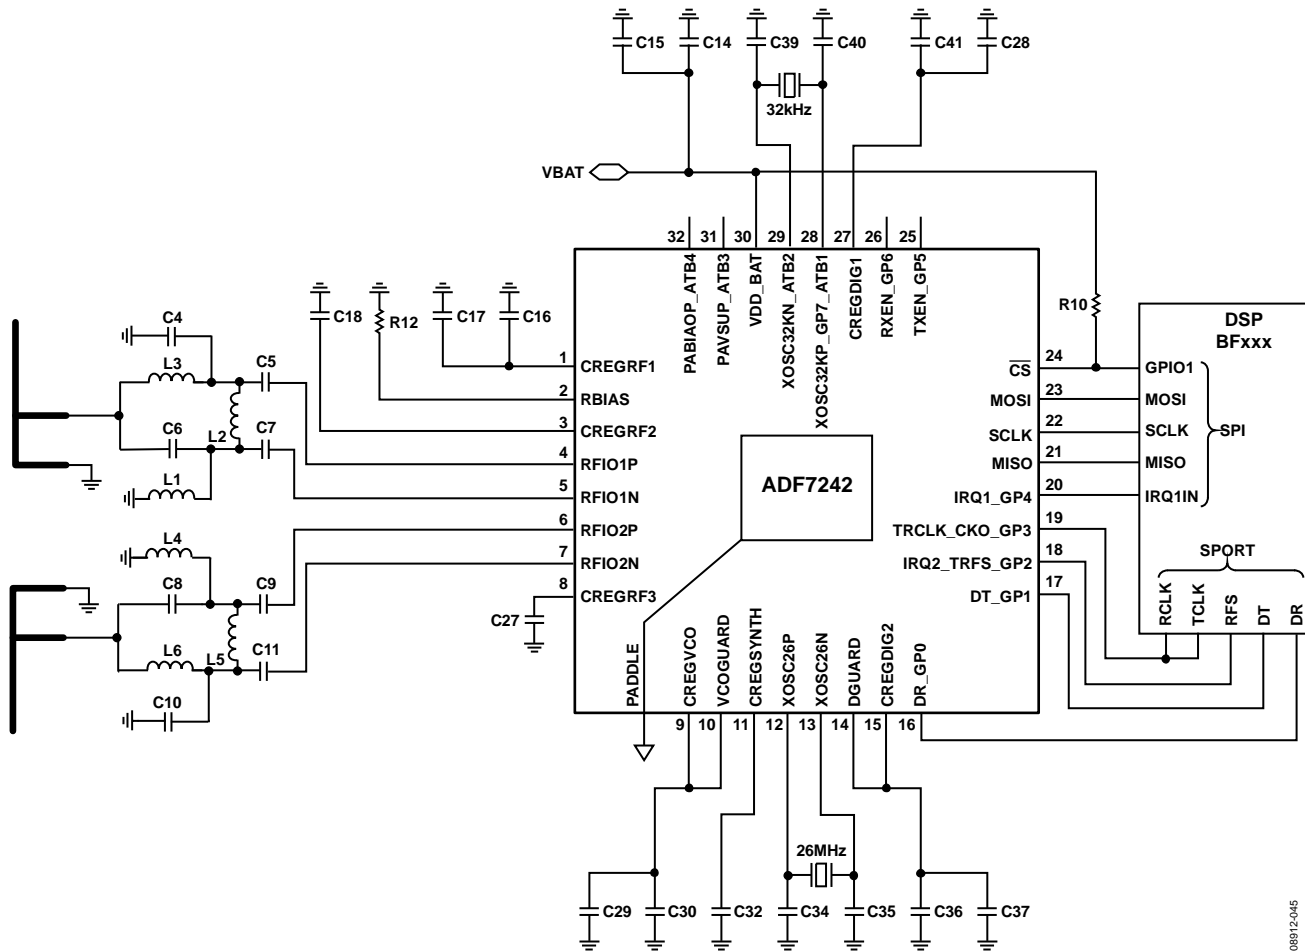 C15
C14
C39
C40
C41
C28
32kHz
VBAT
32
31
30
29
28
27
26
25
PABIAOP_ATB4
PAVSUP_ATB3
VDD_BAT
XOSC32KN_ATB2
XOSC32KP_GP7_ATB1
CREGDIG1
RXEN_GP6
TXEN_GP5
R10
DSP
BFxxx
C18
R12
C17
C16
C4
L3
C5
C6
L2
C7
L1
L4
C8
C9
L6
L5
C11
C10
C27
1
CREGRF1
2
RBIAS
3
CREGRF2
4
RFIO1P
5
RFIO1N
6
RFIO2P
7
RFIO2N
8
CREGRF3
ADF7242
CS
24
GPIO1
MOSI
23
MOSI
SCLK
22
SCLK
SPI
MISO
21
MISO
IRQ1_GP4
20
IRQ1IN
TRCLK_CKO_GP3
19
IRQ2_TRFS_GP2
18
DT_GP1
17
SPORT
RCLK
TCLK
RFS
DT
DR
PADDLE
CREGVCO
VCOGUARD
CREGSYNTH
XOSC26P
XOSC26N
DGUARD
CREGDIG2
DR_GP0
9
10
11
12
13
14
15
16
26MHz
C29
C30
C32
C34
C35
C36
C37
08912-045